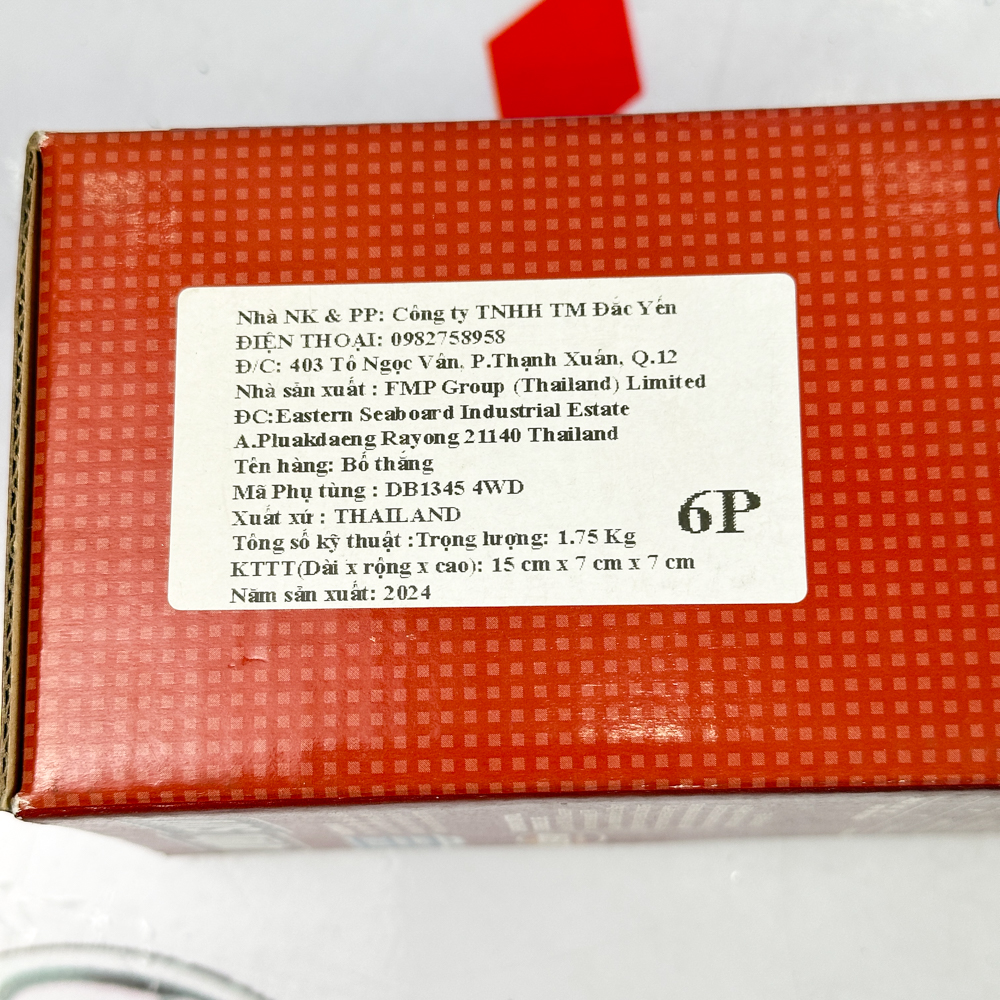 Nhà NK & PP: Công ty TNHH TM Đắc Yến
ĐIỆN THOẠI: 0982758958
Đ/C: 403 Tô Ngọc Vân, P.Thạnh Xuân, Q.12
Nhà sản xuất : FMP Group (Thailand) Limited
ĐC:Eastern Seaboard Industrial Estate
A.Pluakdaeng Rayong 21140 Thailand
Tên hàng: Bố thắng
Mã Phụ tùng : DB1345 4WD
Xuất xứ : THAILAND
6P
Tông số kỹ thuật :Trọng lượng: 1.75 Kg
KTTT(Dài x rộng x cao): 15 cm x 7 cm x 7 cm
Năm sản xuất: 2024